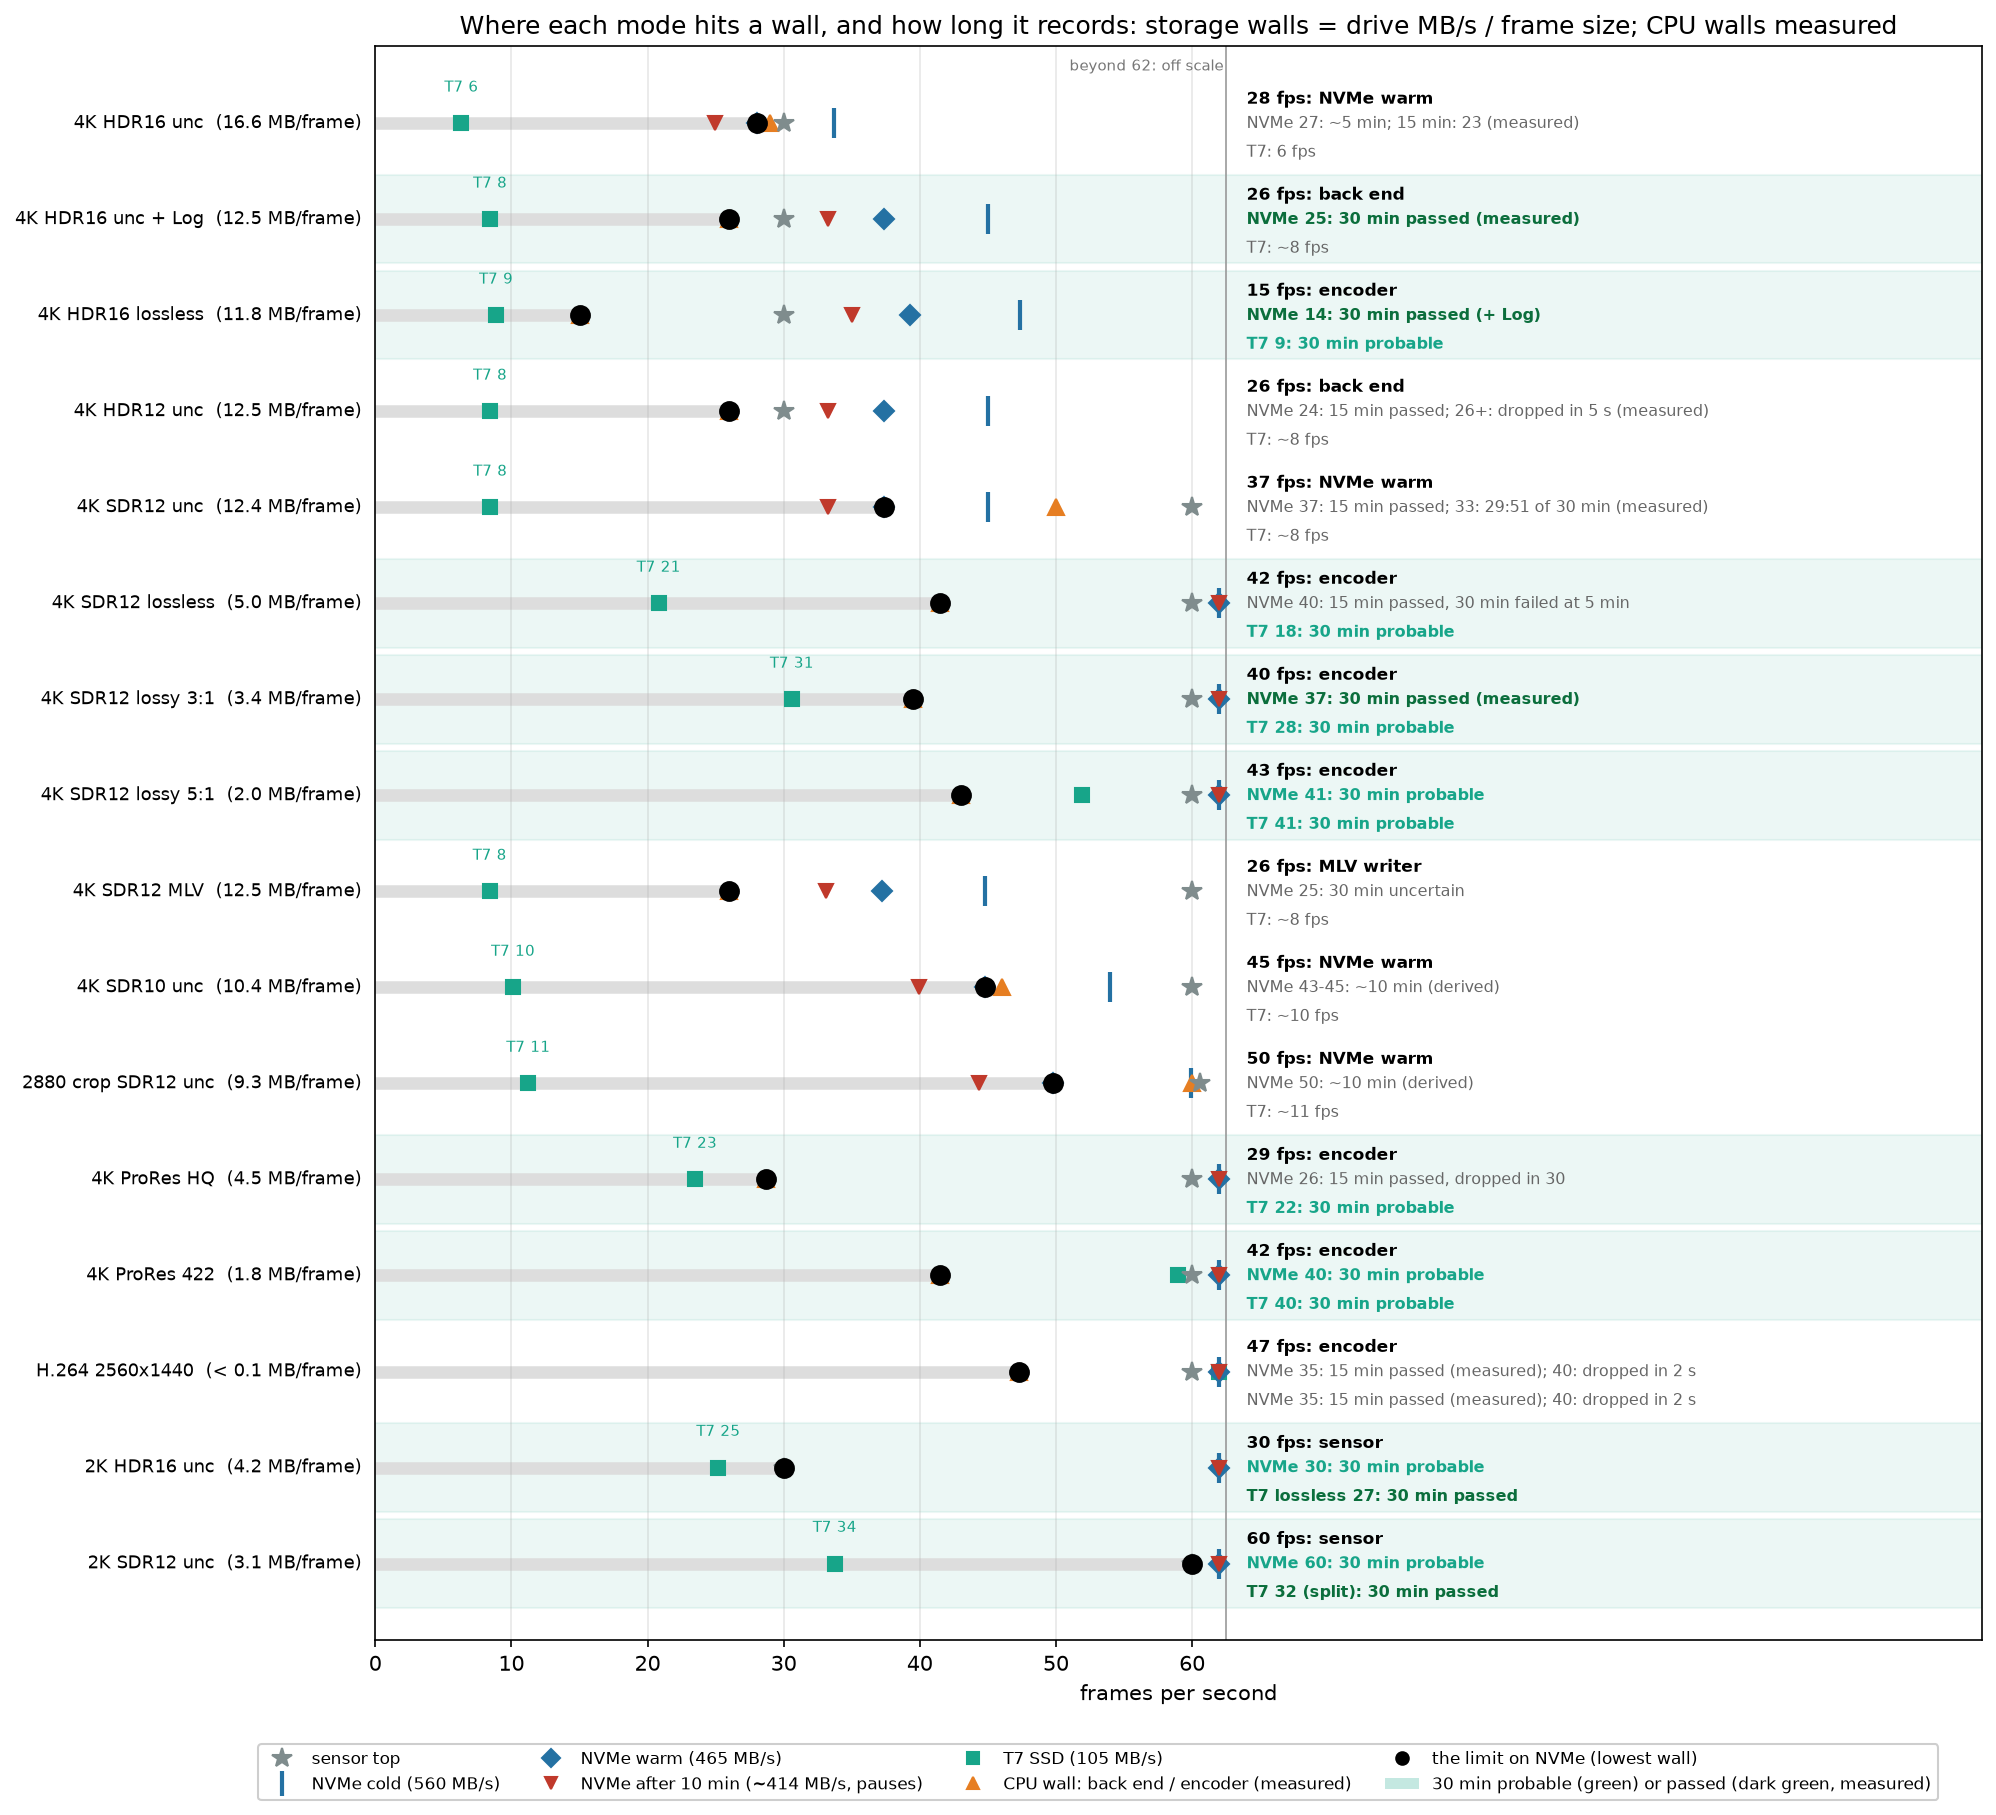 Where each mode hits a wall, and how long it records: storage walls = drive MB/s / frame size; CPU walls measured
beyond 62: off scale
T7 6
4K HDR16 unc  (16.6 MB/frame)
28 fps: NVMe warm
NVMe 27: ~5 min; 15 min: 23 (measured)
T7: 6 fps
T7 8
4K HDR16 unc + Log  (12.5 MB/frame)
26 fps: back end
NVMe 25: 30 min passed (measured)
T7: ~8 fps
T7 9
4K HDR16 lossless  (11.8 MB/frame)
15 fps: encoder
NVMe 14: 30 min passed (+ Log)
T7 9: 30 min probable
T7 8
4K HDR12 unc  (12.5 MB/frame)
26 fps: back end
NVMe 24: 15 min passed; 26+: dropped in 5 s (measured)
T7: ~8 fps
T7 8
4K SDR12 unc  (12.4 MB/frame)
37 fps: NVMe warm
NVMe 37: 15 min passed; 33: 29:51 of 30 min (measured)
T7: ~8 fps
T7 21
4K SDR12 lossless  (5.0 MB/frame)
42 fps: encoder
NVMe 40: 15 min passed, 30 min failed at 5 min
T7 18: 30 min probable
T7 31
4K SDR12 lossy 3:1  (3.4 MB/frame)
40 fps: encoder
NVMe 37: 30 min passed (measured)
T7 28: 30 min probable
4K SDR12 lossy 5:1  (2.0 MB/frame)
43 fps: encoder
NVMe 41: 30 min probable
T7 41: 30 min probable
T7 8
4K SDR12 MLV  (12.5 MB/frame)
26 fps: MLV writer
NVMe 25: 30 min uncertain
T7: ~8 fps
T7 10
4K SDR10 unc  (10.4 MB/frame)
45 fps: NVMe warm
NVMe 43-45: ~10 min (derived)
T7: ~10 fps
T7 11
2880 crop SDR12 unc  (9.3 MB/frame)
50 fps: NVMe warm
NVMe 50: ~10 min (derived)
T7: ~11 fps
T7 23
4K ProRes HQ  (4.5 MB/frame)
29 fps: encoder
NVMe 26: 15 min passed, dropped in 30
T7 22: 30 min probable
4K ProRes 422  (1.8 MB/frame)
42 fps: encoder
NVMe 40: 30 min probable
T7 40: 30 min probable
H.264 2560x1440  (< 0.1 MB/frame)
47 fps: encoder
NVMe 35: 15 min passed (measured); 40: dropped in 2 s
NVMe 35: 15 min passed (measured); 40: dropped in 2 s
T7 25
2K HDR16 unc  (4.2 MB/frame)
30 fps: sensor
NVMe 30: 30 min probable
T7 lossless 27: 30 min passed
T7 34
2K SDR12 unc  (3.1 MB/frame)
60 fps: sensor
NVMe 60: 30 min probable
T7 32 (split): 30 min passed
0 10 20 30 40 50 60
frames per second
sensor top
NVMe cold (560 MB/s)
NVMe warm (465 MB/s)
NVMe after 10 min (~414 MB/s, pauses)
T7 SSD (105 MB/s)
CPU wall: back end / encoder (measured)
the limit on NVMe (lowest wall)
30 min probable (green) or passed (dark green, measured)